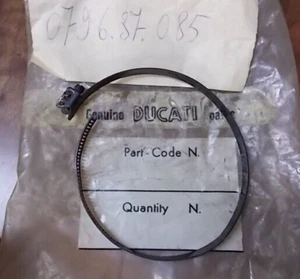 0796.87.085
Genuine DUCATI parts
Part-Code N.
Quantity N.